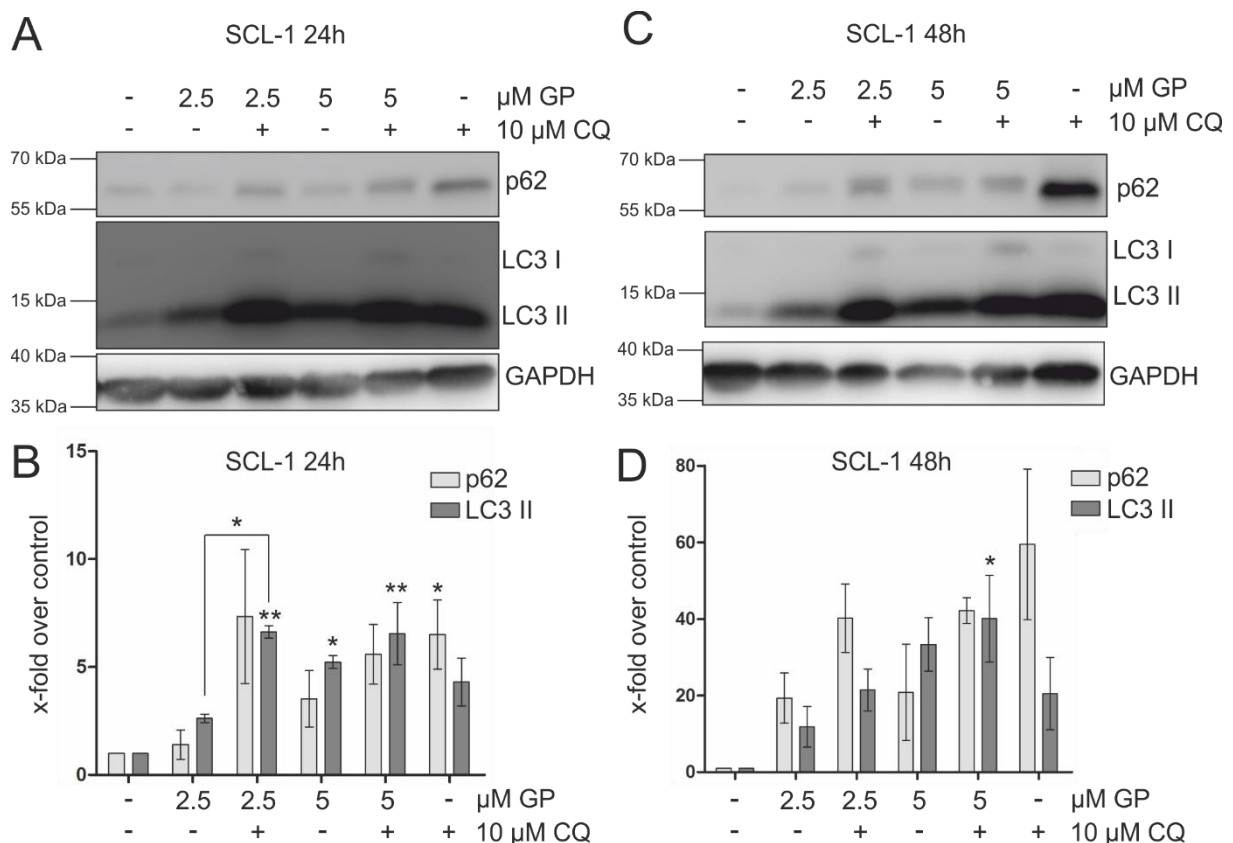 A
SCL-1 24h
- 2.5 2.5 5 5 - µM GP
- - + - + + 10 µM CQ
70 kDa
p62
55 kDa
LC3 I
15 kDa
LC3 II
40 kDa
GAPDH
35 kDa
B
SCL-1 24h
p62
LC3 II
x-fold over control
15
10
5
0
*
**
*
**
*
- 2.5 2.5 5 5 - µM GP
- - + - + + 10 µM CQ
C
SCL-1 48h
- 2.5 2.5 5 5 - µM GP
- - + - + + 10 µM CQ
70 kDa
p62
55 kDa
LC3 I
15 kDa
LC3 II
40 kDa
GAPDH
35 kDa
D
SCL-1 48h
p62
LC3 II
x-fold over control
80
60
40
20
0
*
- 2.5 2.5 5 5 - µM GP
- - + - + + 10 µM CQ